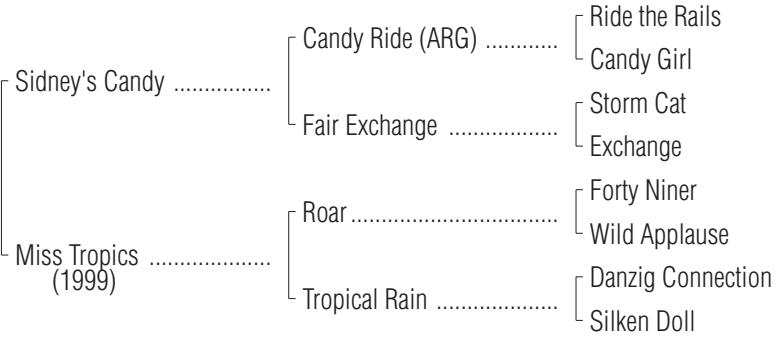 Ride the Rails
Candy Ride (ARG) ............
Candy Girl
Sidney's Candy ................
Storm Cat
Fair Exchange ..................
Exchange
Forty Niner
Roar ..................................
Wild Applause
Miss Tropics ....................
(1999)
Danzig Connection
Tropical Rain ....................
Silken Doll